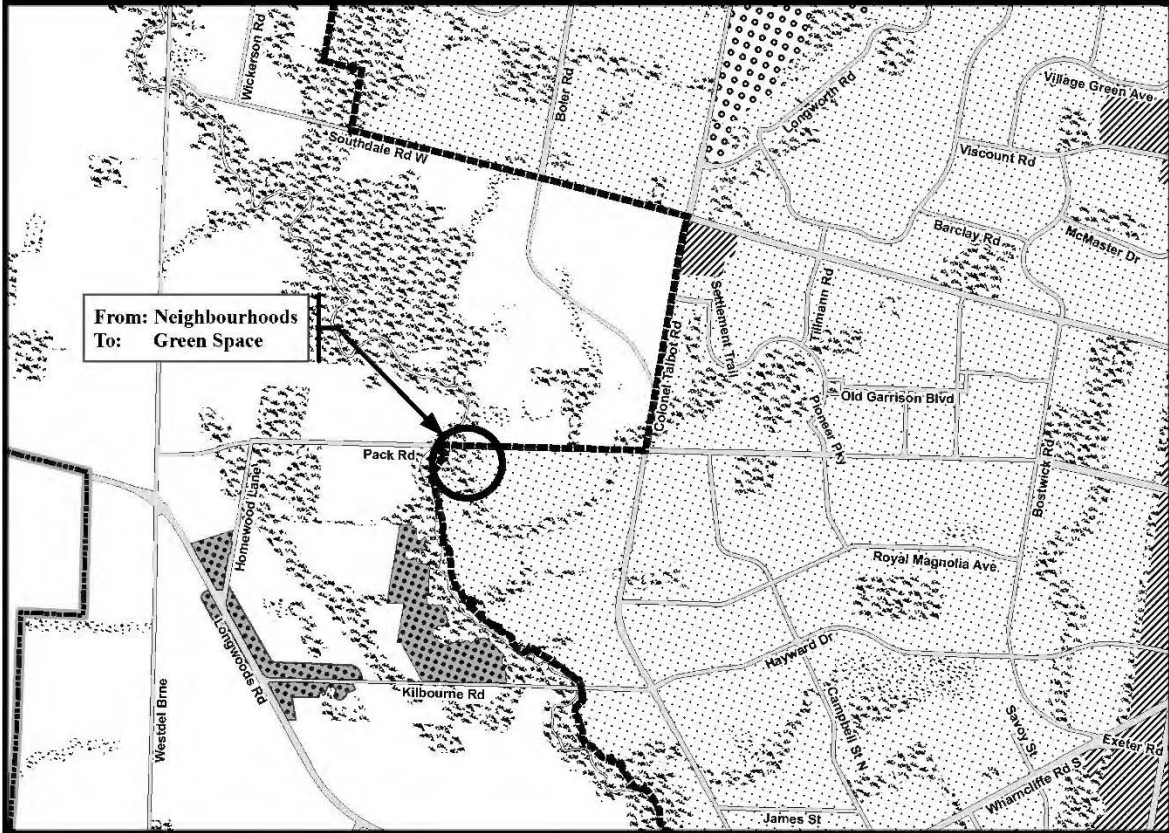 Wickerson Rd
Southdale Rd W
Boler Rd
Longworth Rd
Village Green Ave
Viscount Rd
Barclay Rd
McMaster Dr
From: Neighbourhoods
To: Green Space
Settlement Trail
Tillmann Rd
Colonel Talbot Rd
Old Garrison Blvd
Pioneer Pky
Pack Rd
Bostwick Rd
Homewood Lane
Royal Magnolia Ave
Longwoods Rd
Westdel Brne
Kilbourne Rd
Hayward Dr
Campbell St N
Savoy St
Exeter Rd
Wharncliffe Rd S
James St